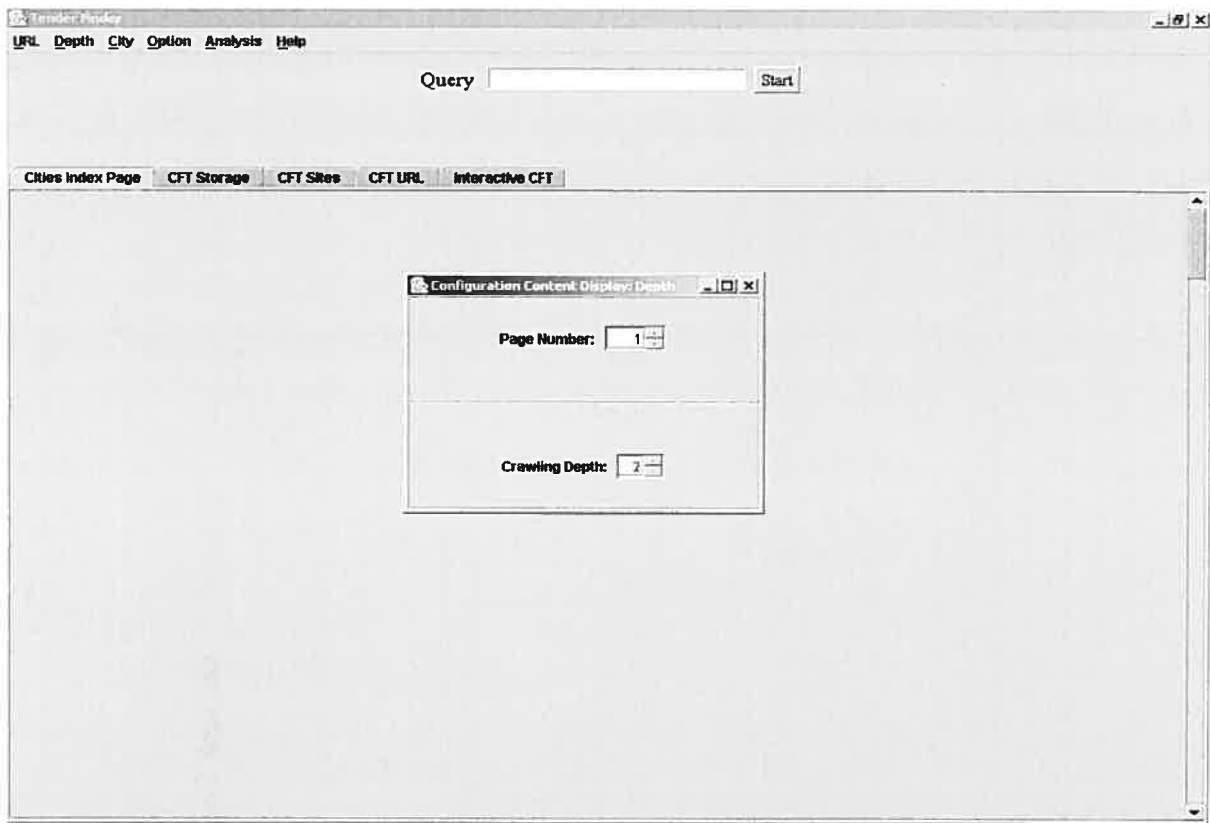 Tender Finder
URL Depth City Option Analysis Help
Query Start
Cities Index Page CFT Storage CFT Sites CFT URL Interactive CFT
Configuration Content Display: Depth
Page Number: 1
Crawling Depth: 2